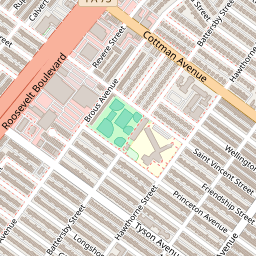 Calvert
Battersby Street
Revere Street
Cottman Avenue
Hawthorne
Roosevelt Boulevard
Brous Avenue
Wellington
Saint Vincent Street
Friendship Street
Princeton Avenue
Hawthorne Street
Battersby Street
Tyson Avenue
Longshore